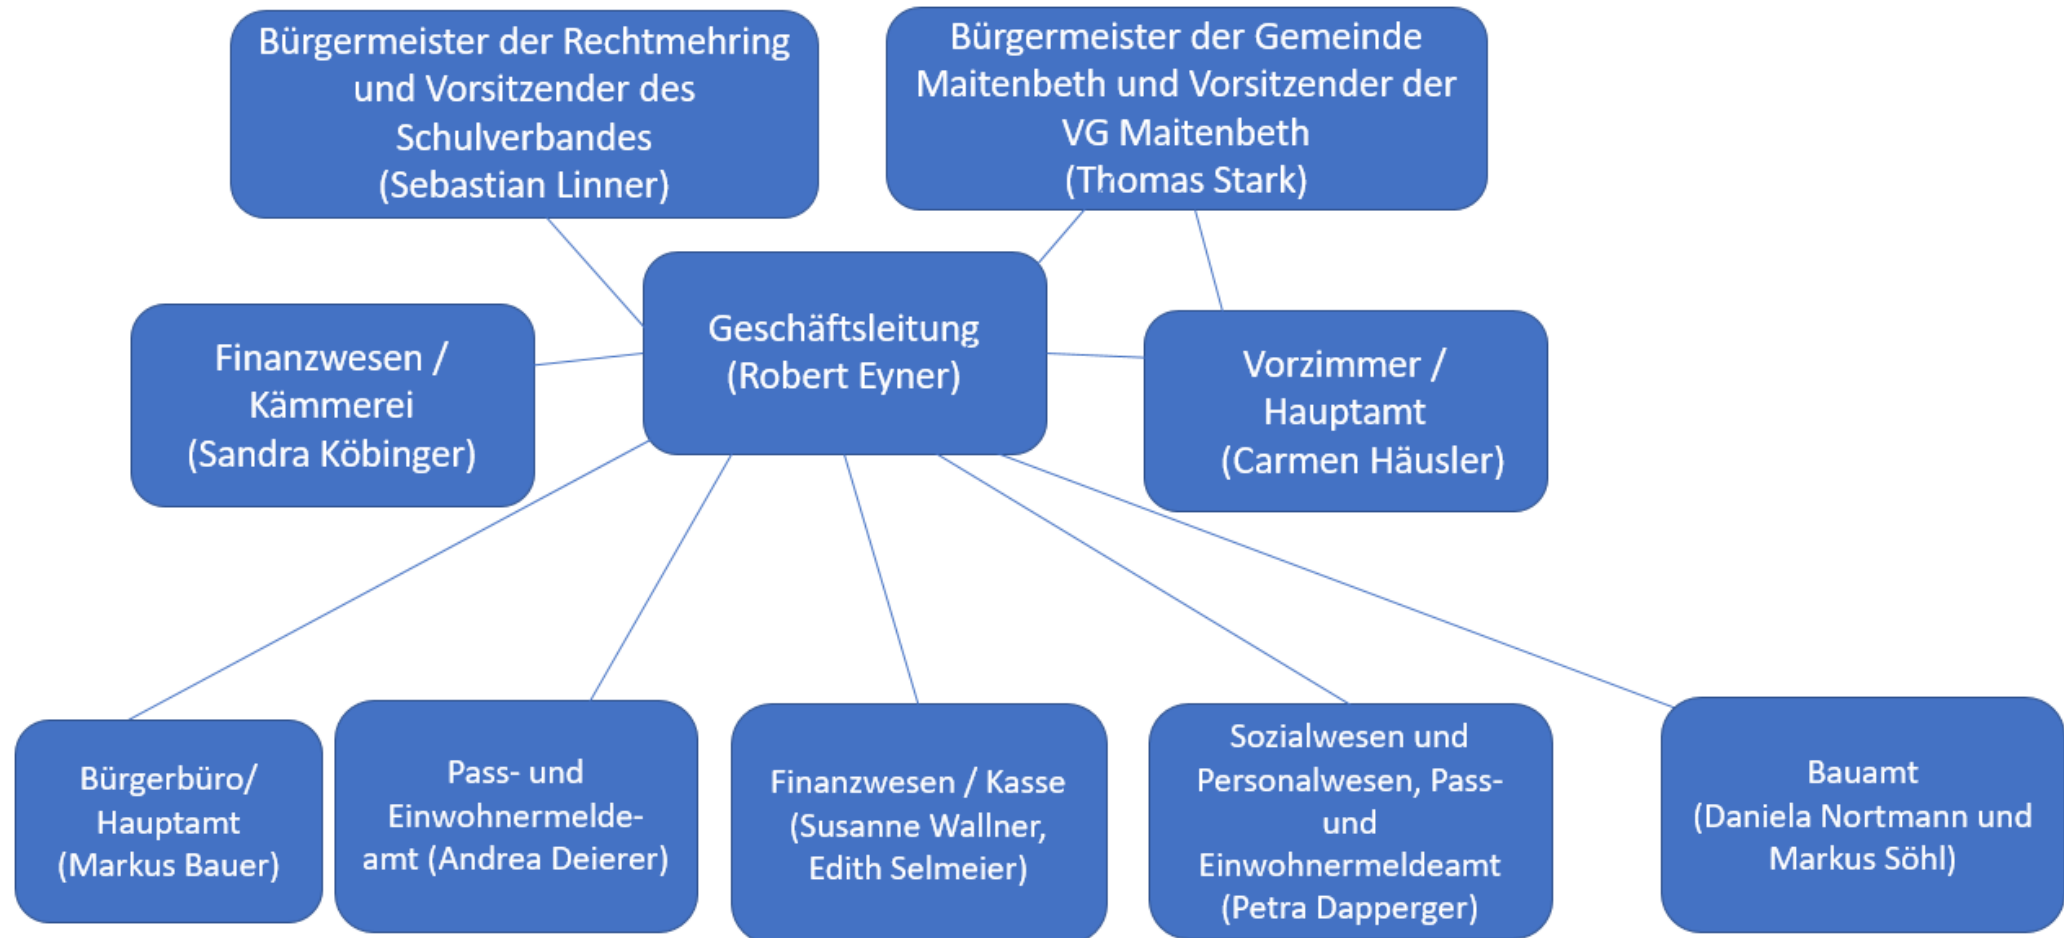 Bürgermeister der Rechtmehring
und Vorsitzender des
Schulverbandes
(Sebastian Linner)
Bürgermeister der Gemeinde
Maitenbeth und Vorsitzender der
VG Maitenbeth
(Thomas Stark)
Finanzwesen /
Kämmerei
(Sandra Köbinger)
Geschäftsleitung
(Robert Eyner)
Vorzimmer /
Hauptamt
(Carmen Häusler)
Bürgerbüro/
Hauptamt
(Markus Bauer)
Pass- und
Einwohnermelde-
amt (Andrea Deierer)
Finanzwesen / Kasse
(Susanne Wallner,
Edith Selmeier)
Sozialwesen und
Personalwesen, Pass-
und
Einwohnermeldeamt
(Petra Dapperger)
Bauamt
(Daniela Nortmann und
Markus Söhl)